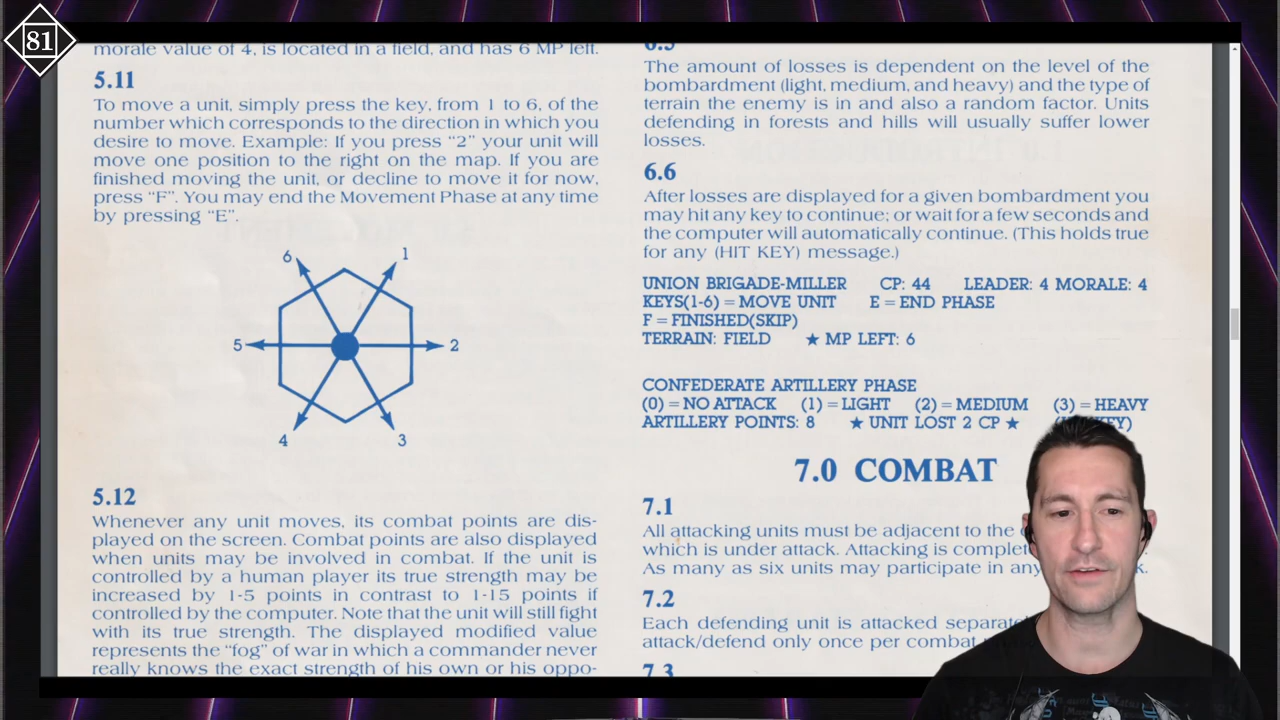 81
morale value of 4, is located in a field, and has 6 MP left.
5.11
To move a unit, simply press the key, from 1 to 6, of the
number which corresponds to the direction in which you
desire to move. Example: If you press “2” your unit will
move one position to the right on the map. If you are
finished moving the unit, or decline to move it for now,
press “F”. You may end the Movement Phase at any time
by pressing “E”.
6 1
5 2
4 3
5.12
Whenever any unit moves, its combat points are dis-
played on the screen. Combat points are also displayed
when units may be involved in combat. If the unit is
controlled by a human player its true strength may be
increased by 1-5 points in contrast to 1-15 points if
controlled by the computer. Note that the unit will still fight
with its true strength. The displayed modified value
represents the “fog” of war in which a commander never
really knows the exact strength of his own or his oppo-
6.5
The amount of losses is dependent on the level of the
bombardment (light, medium, and heavy) and the type of
terrain the enemy is in and also a random factor. Units
defending in forests and hills will usually suffer lower
losses.
6.6
After losses are displayed for a given bombardment you
may hit any key to continue; or wait for a few seconds and
the computer will automatically continue. (This holds true
for any (HIT KEY) message.)
UNION BRIGADE-MILLER CP: 44 LEADER: 4 MORALE: 4
KEYS(1-6) = MOVE UNIT E = END PHASE
F = FINISHED(SKIP)
TERRAIN: FIELD ★ MP LEFT: 6
CONFEDERATE ARTILLERY PHASE
(0) = NO ATTACK (1) = LIGHT (2) = MEDIUM (3) = HEAVY
ARTILLERY POINTS: 8 ★ UNIT LOST 2 CP ★
7.0 COMBAT
7.1
All attacking units must be adjacent to the
which is under attack. Attacking is
As many as six units may participate in any
7.2
Each defending unit is attacked
attack/defend only once per combat
7.3